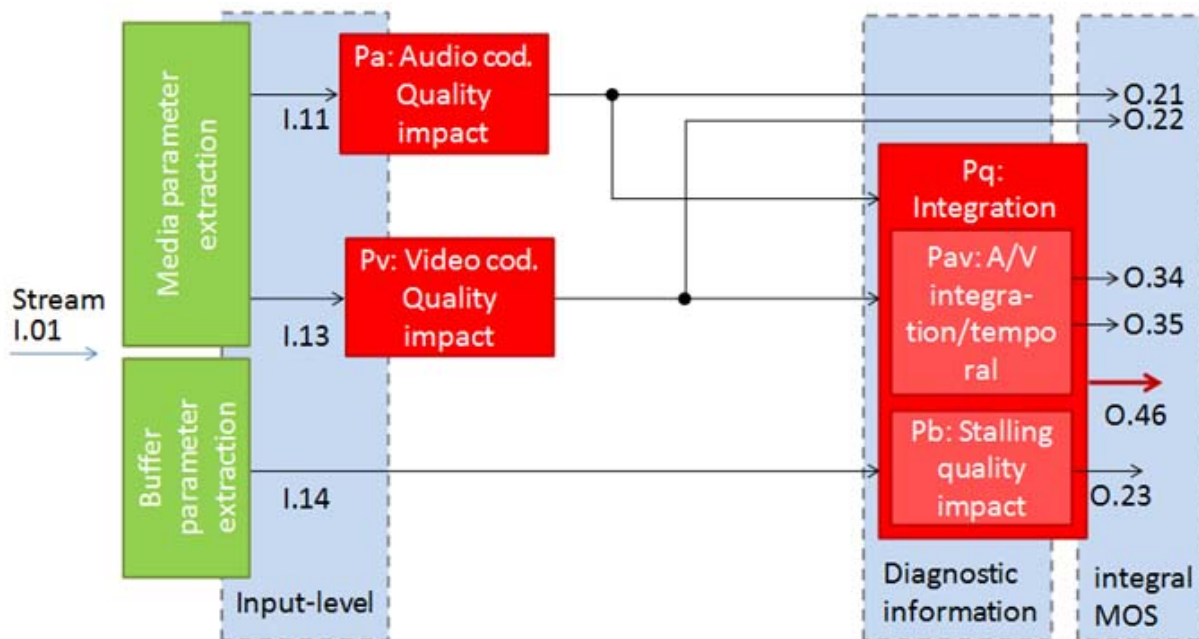 Media parameter
extraction
I.11
Pa: Audio cod.
Quality
impact
O.21
O.22
Pq:
Integration
Stream
I.01
I.13
Pv: Video cod.
Quality
impact
Pav: A/V
integra-
tion/tempo
ral
O.34
O.35
O.46
Buffer
parameter
extraction
I.14
Pb: Stalling
quality
impact
O.23
Input-level
Diagnostic
information
integral
MOS